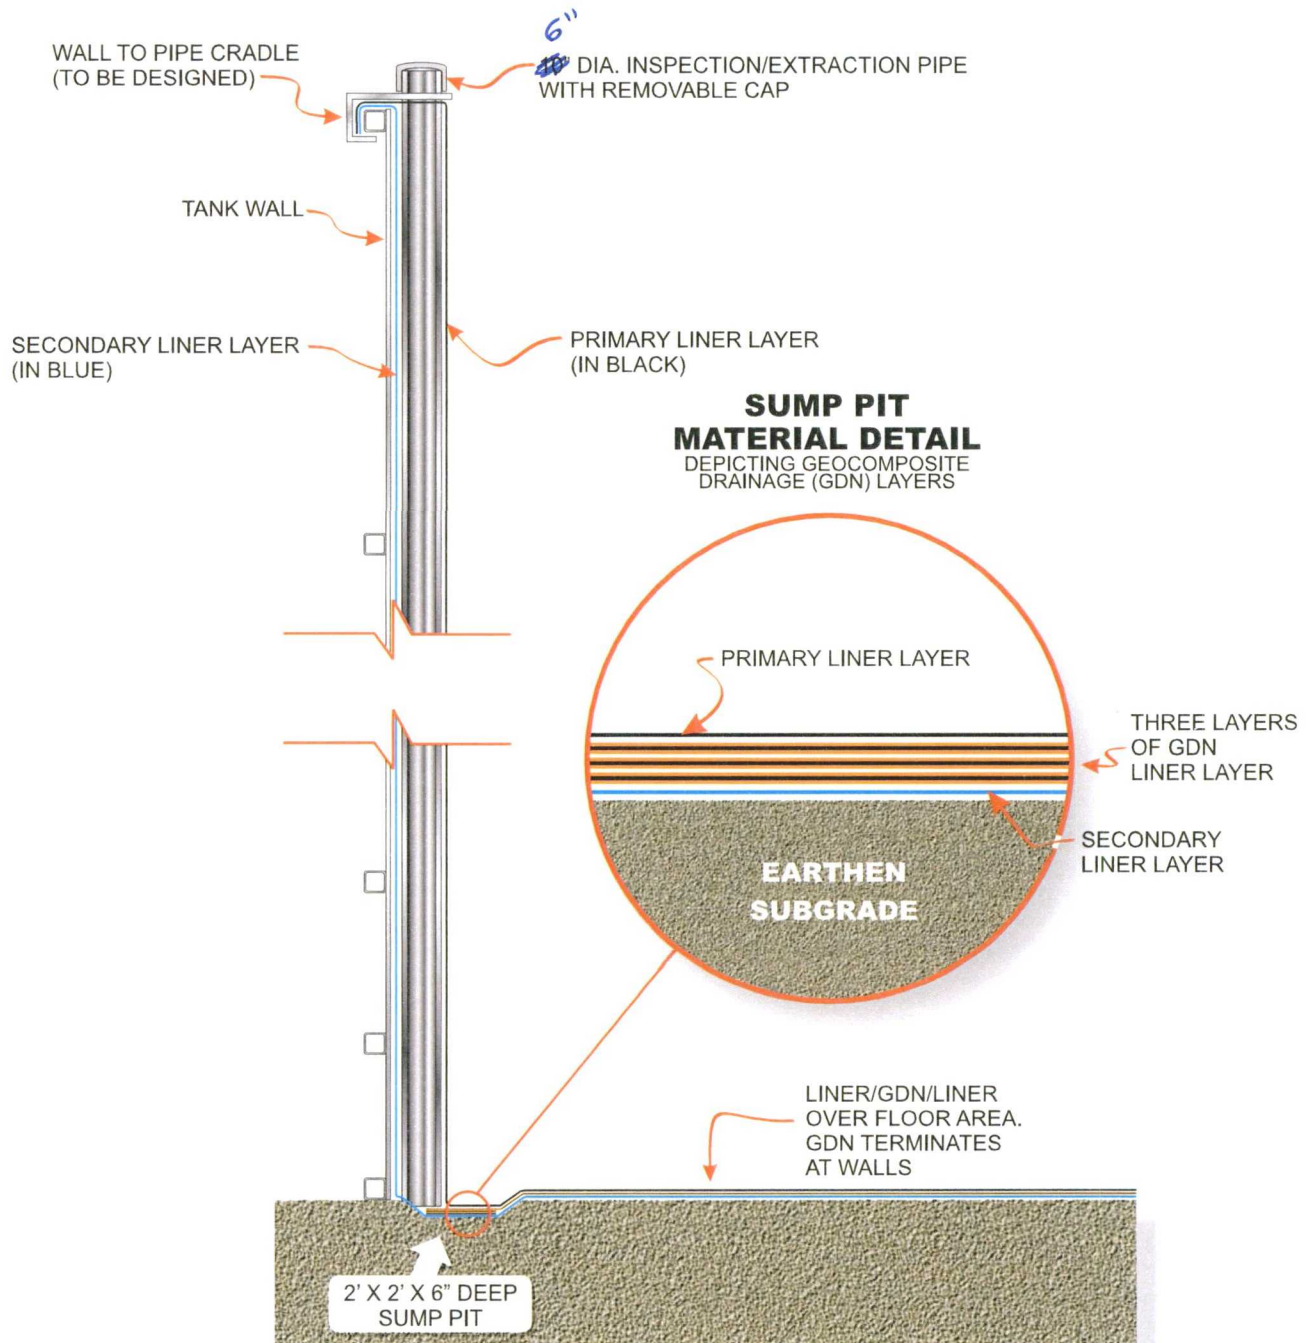 6"
WALL TO PIPE CRADLE
(TO BE DESIGNED)
10" DIA. INSPECTION/EXTRACTION PIPE
WITH REMOVABLE CAP
TANK WALL
SECONDARY LINER LAYER
(IN BLUE)
PRIMARY LINER LAYER
(IN BLACK)
SUMP PIT
MATERIAL DETAIL
DEPICTING GEOCOMPOSITE
DRAINAGE (GDN) LAYERS
PRIMARY LINER LAYER
THREE LAYERS
OF GDN
LINER LAYER
SECONDARY
LINER LAYER
EARTHEN
SUBGRADE
LINER/GDN/LINER
OVER FLOOR AREA.
GDN TERMINATES
AT WALLS
2' X 2' X 6" DEEP
SUMP PIT